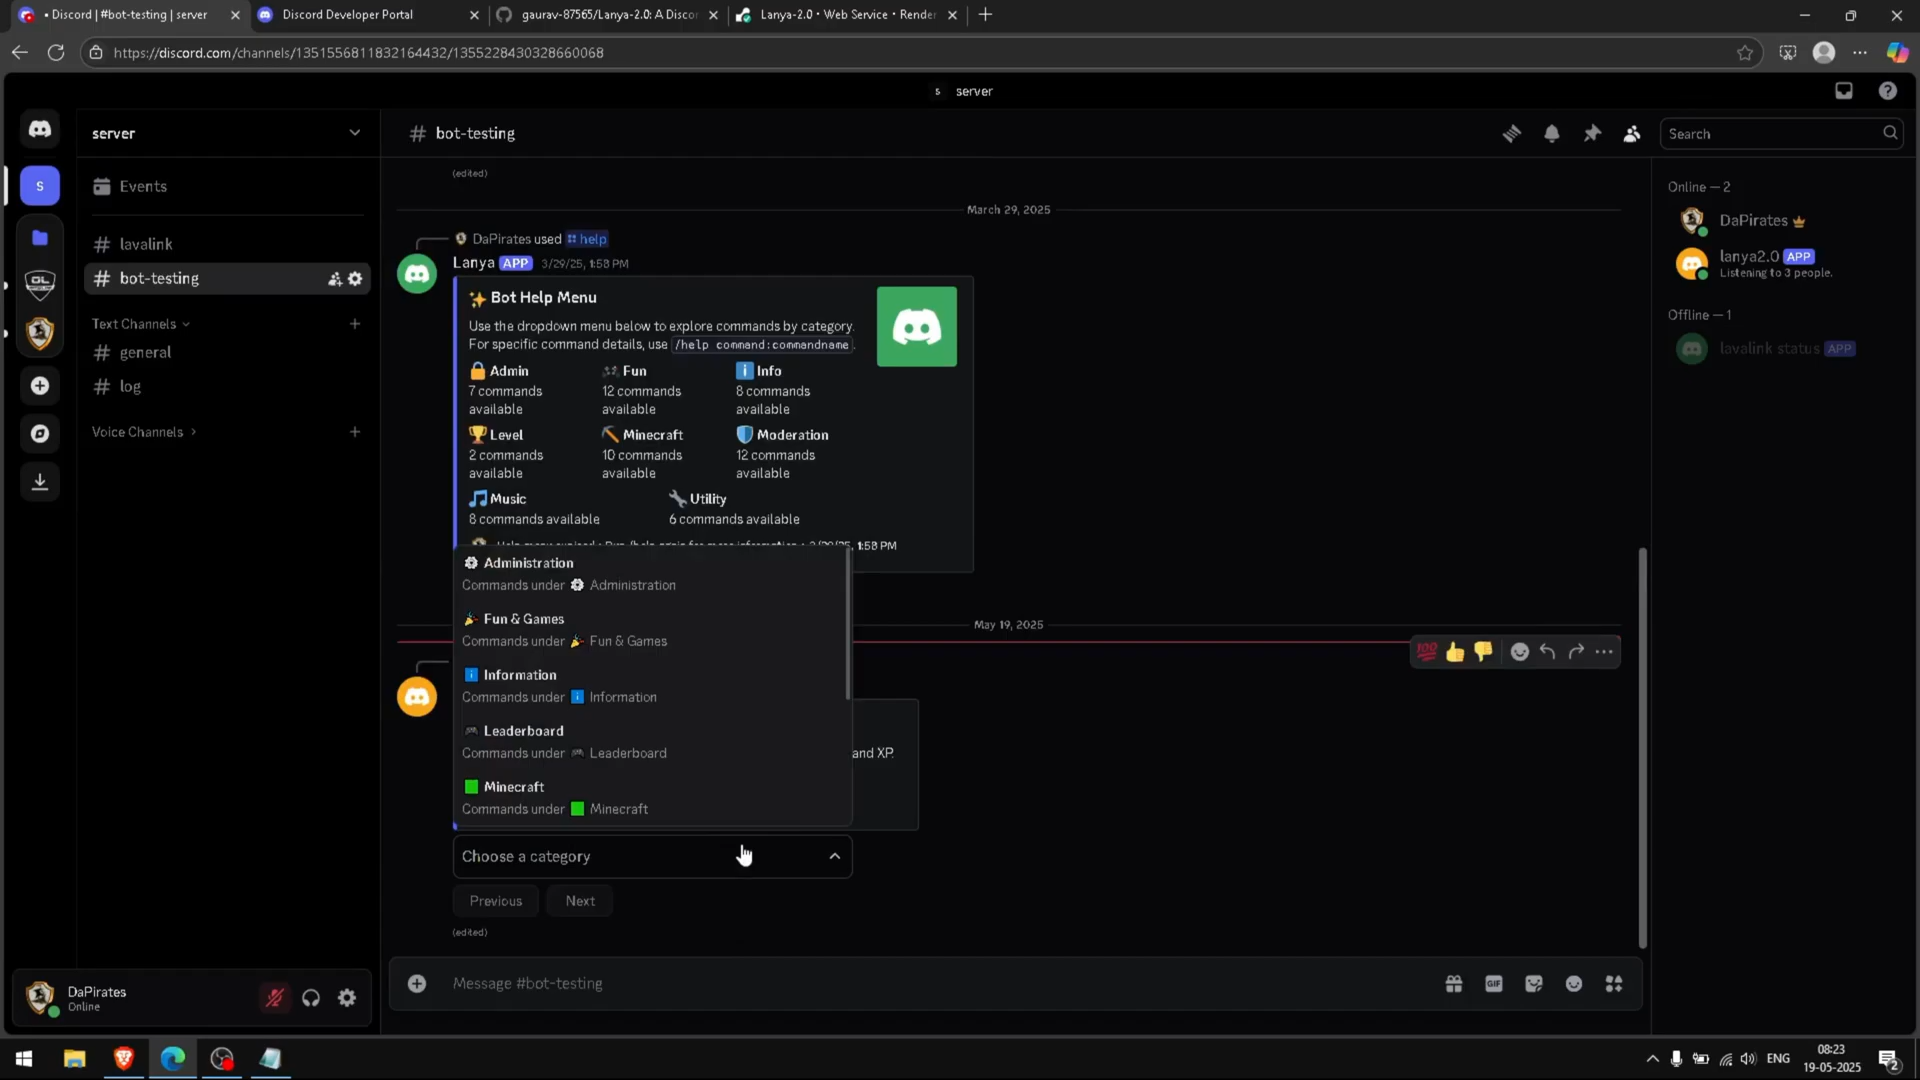 • Discord | #bot-testing | server
Discord Developer Portal
gaurav-87565/Lanya-2.0: A Discor
Lanya-2.0 • Web Service • Render
https://discord.com/channels/1351556811832164432/1355228430328660068
s server
server
# bot-testing
Search
Events
# lavalink
# bot-testing
Text Channels
# general
# log
Voice Channels
(edited)
March 29, 2025
DaPirates used help
Lanya APP 3/29/25, 1:58 PM
Bot Help Menu
Use the dropdown menu below to explore commands by category.
For specific command details, use /help command:commandname.
Admin
7 commands
available
Fun
12 commands
available
Info
8 commands
available
Level
2 commands
available
Minecraft
10 commands
available
Moderation
12 commands
available
Music
8 commands available
Utility
6 commands available
1:58 PM
Administration
Commands under Administration
Fun & Games
Commands under Fun & Games
Information
Commands under Information
Leaderboard
Commands under Leaderboard
Minecraft
Commands under Minecraft
May 19, 2025
100
and XP.
Choose a category
Previous Next
(edited)
Message #bot-testing
GIF
Online — 2
DaPirates
lanya2.0 APP
Listening to 3 people.
Offline — 1
lavalink status APP
S
OL
DaPirates
Online
ENG
08:23
19-05-2025
2